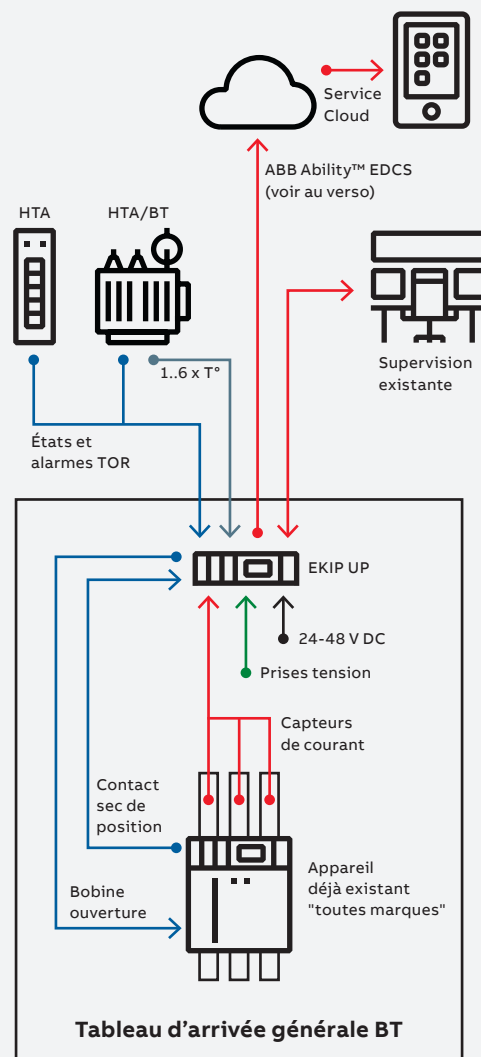 Service
Cloud
ABB Ability™ EDCS
(voir au verso)
HTA
HTA/BT
Supervision
existante
1..6 x T°
États et
alarmes TOR
EKIP UP
24-48 V DC
Prises tension
Capteurs
de courant
Contact
sec de
position
Bobine
ouverture
Appareil
déjà existant
"toutes marques"
Tableau d’arrivée générale BT